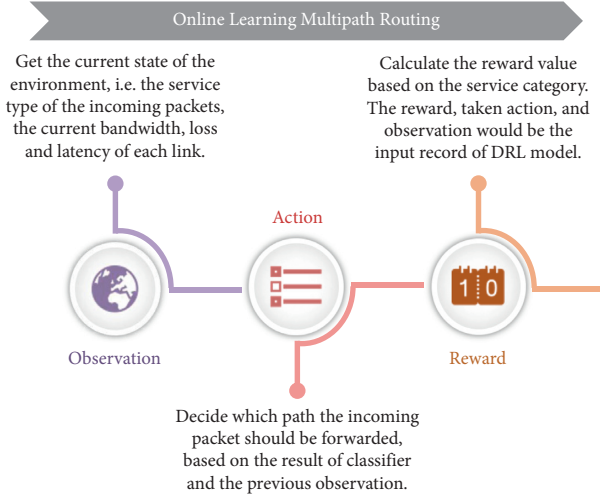 Online Learning Multipath Routing
Get the current state of the
environment, i.e. the service
type of the incoming packets,
the current bandwidth, loss
and latency of each link.
Calculate the reward value
based on the service category.
The reward, taken action, and
observation would be the
input record of DRL model.
Action
1 0
Observation
Reward
Decide which path the incoming
packet should be forwarded,
based on the result of classifier
and the previous observation.